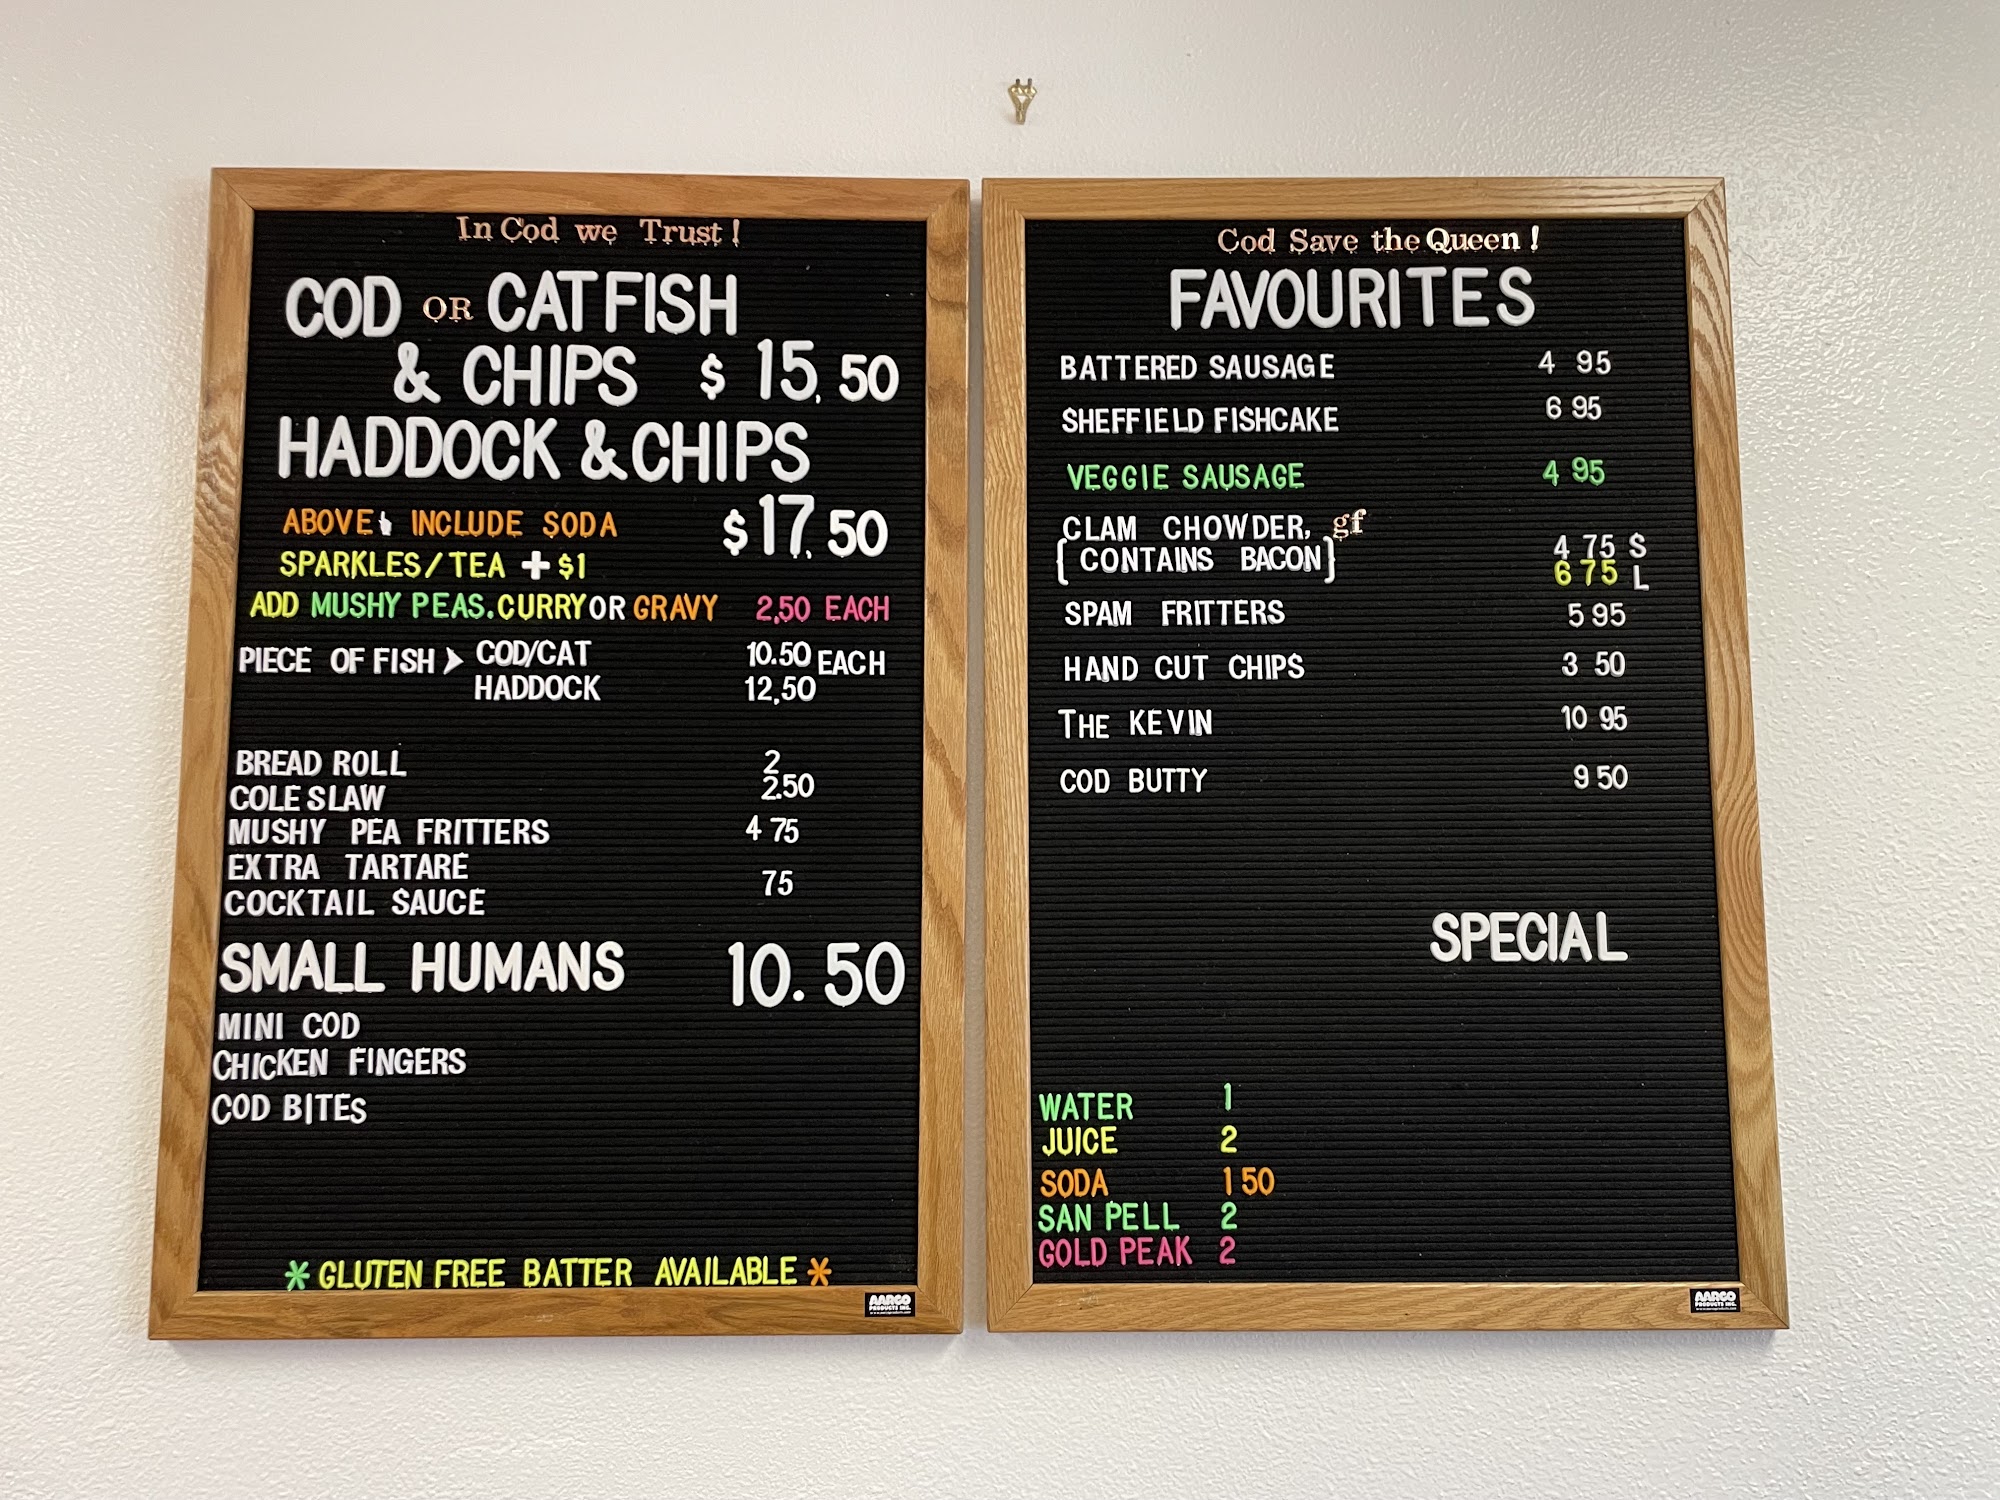 In Cod we Trust !
COD OR CATFISH
& CHIPS $ 15.50
HADDOCK & CHIPS
ABOVE INCLUDE SODA $17.50
SPARKLES/TEA + $1
ADD MUSHY PEAS. CURRY OR GRAVY 2.50 EACH
PIECE OF FISH COD/CAT 10.50 EACH
HADDOCK 12.50
BREAD ROLL 2
COLE SLAW 2.50
MUSHY PEA FRITTERS 4 75
EXTRA TARTARE
75
COCKTAIL SAUCE
SMALL HUMANS 10.50
MINI COD
CHICKEN FINGERS
COD BITES
* GLUTEN FREE BATTER AVAILABLE *
AARCO
PRODUCTS INC.
Cod Save the Queen !
FAVOURITES
BATTERED SAUSAGE 4 95
SHEFFIELD FISHCAKE 6 95
VEGGIE SAUSAGE 4 95
CLAM CHOWDER, gf
[CONTAINS BACON] 4 75 S
6 75 L
SPAM FRITTERS 5 95
HAND CUT CHIPS 3 50
THE KEVIN 10 95
COD BUTTY 9 50
SPECIAL
WATER 1
JUICE 2
SODA 1 50
SAN PELL 2
GOLD PEAK 2
AARCO
PRODUCTS INC.